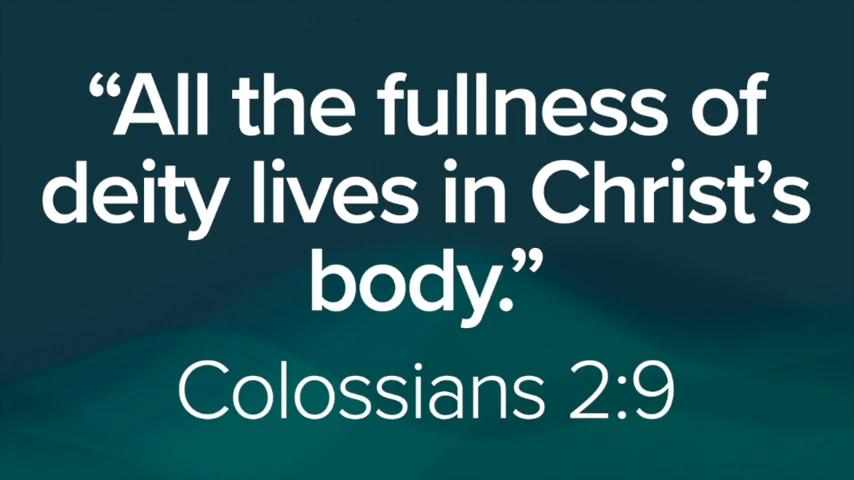 “All the fullness of
deity lives in Christ’s
body.”
Colossians 2:9